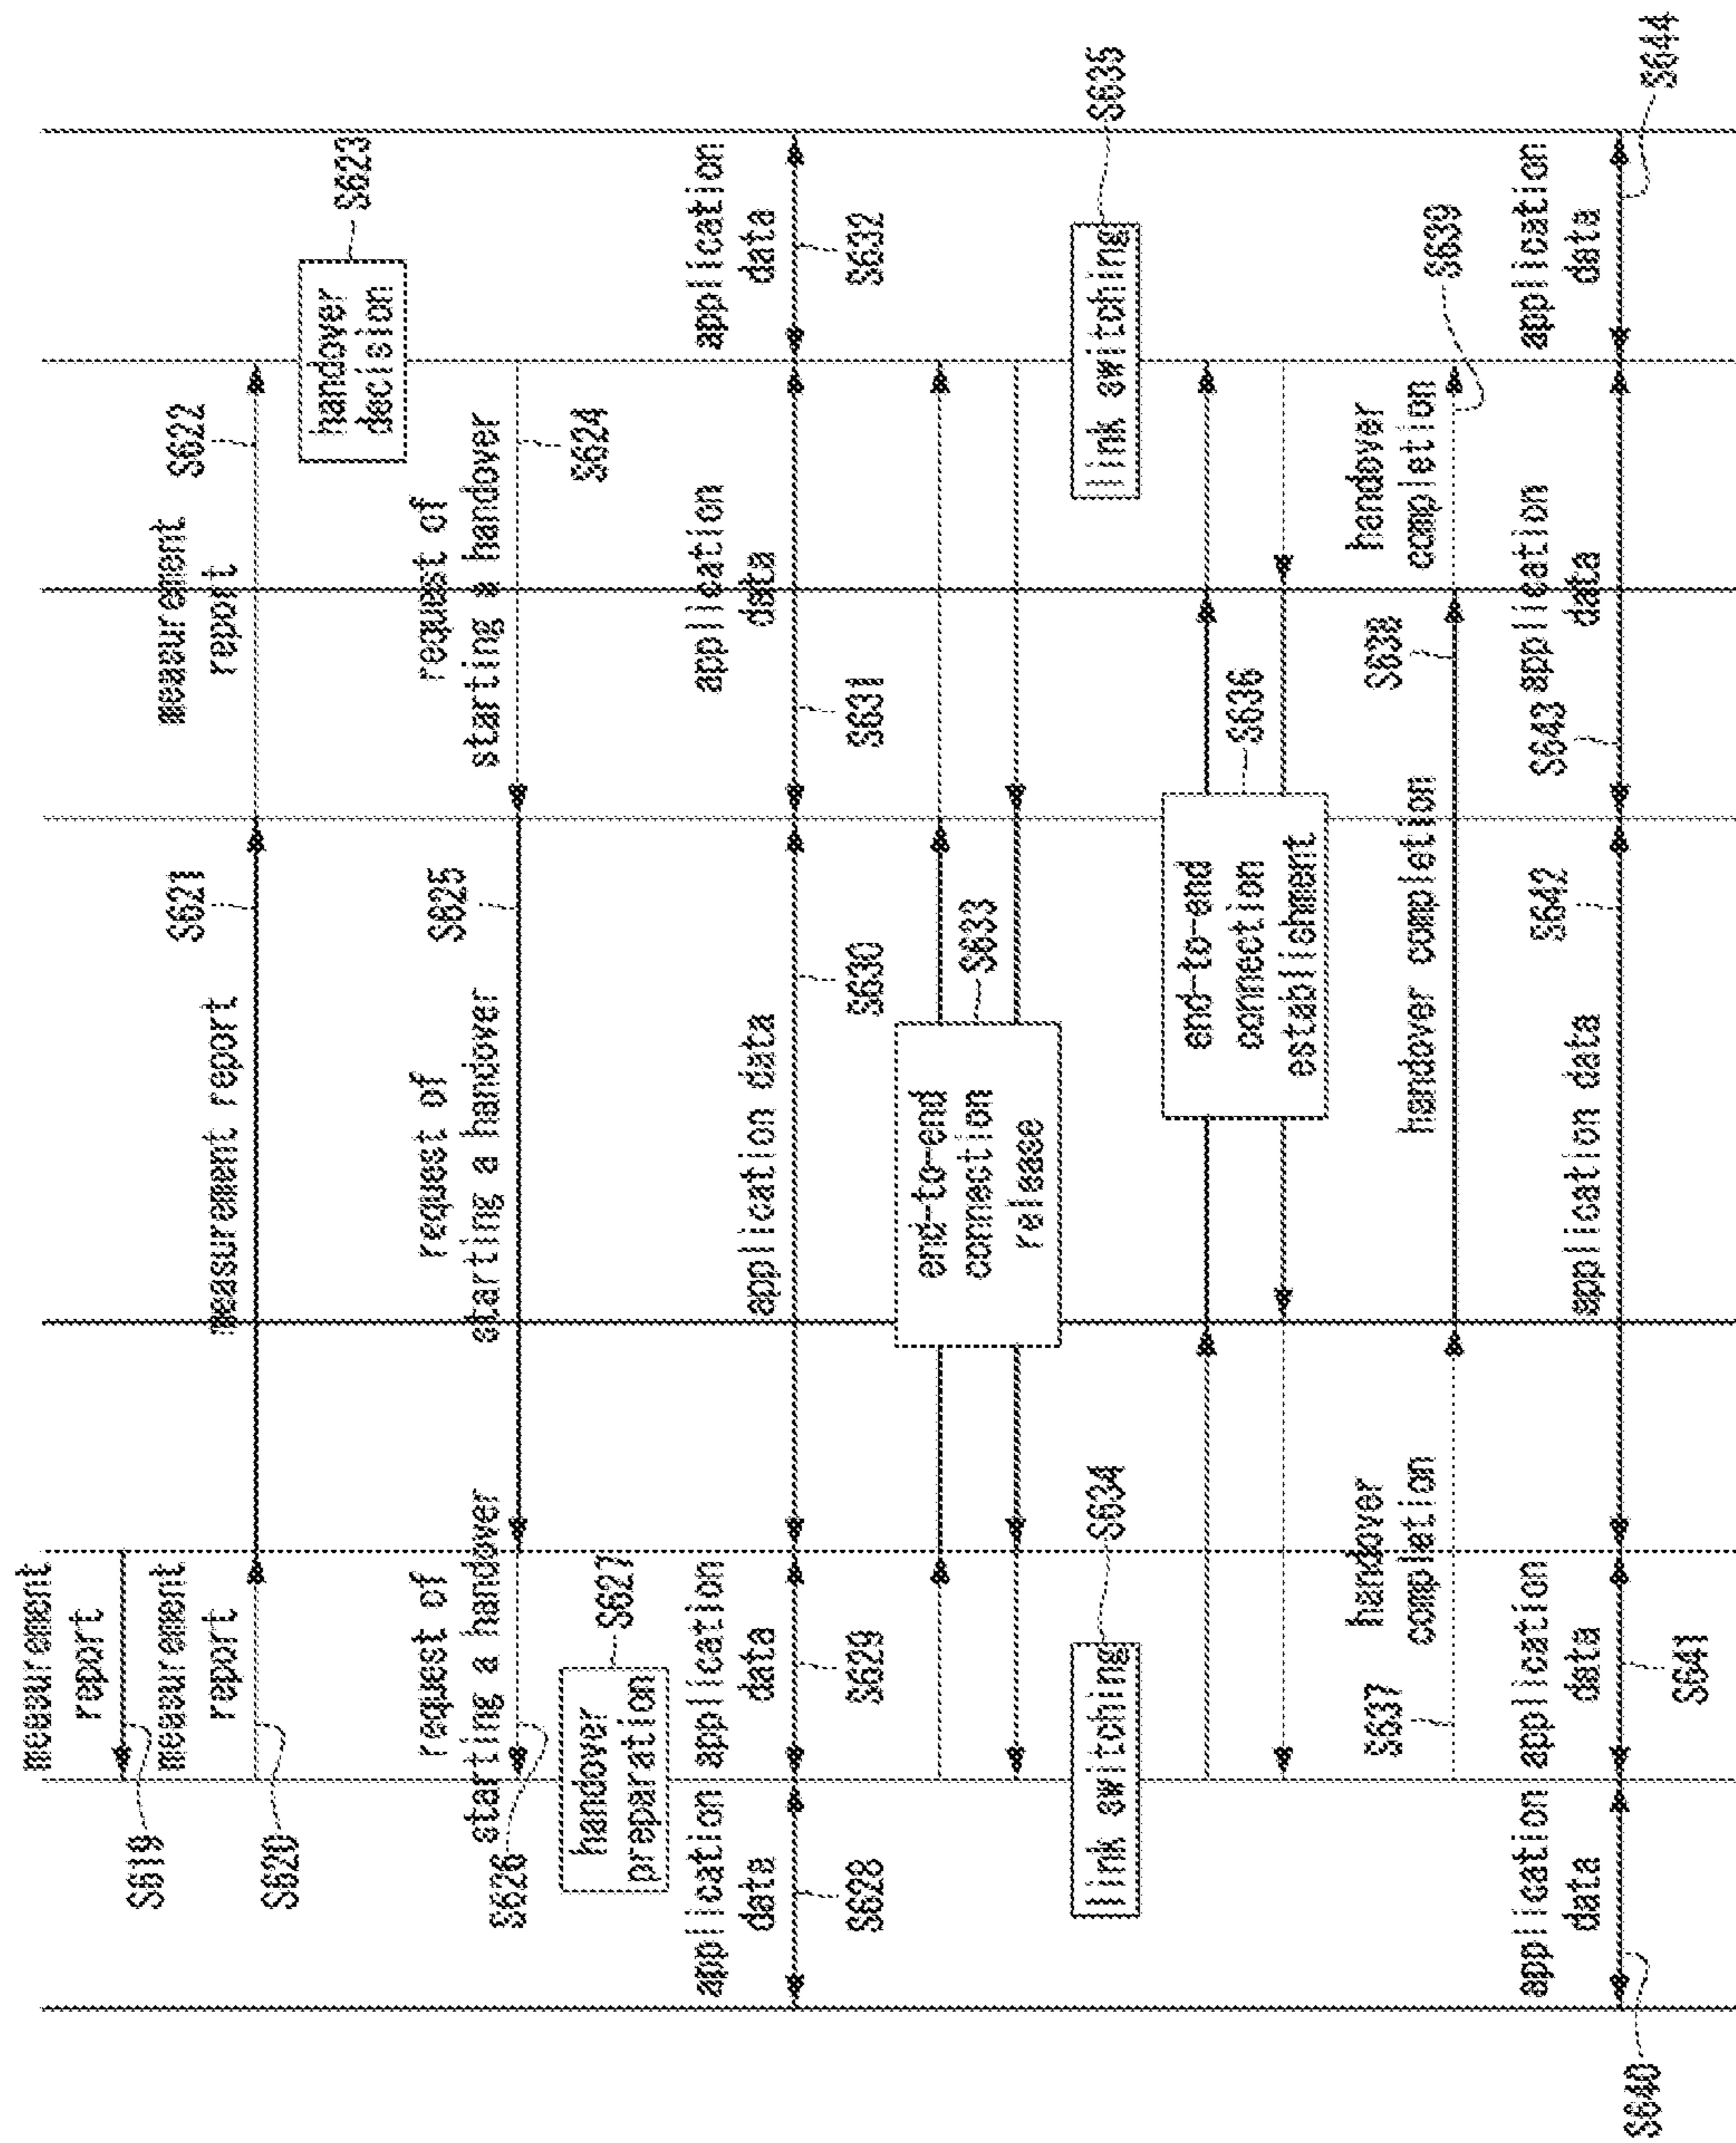 measurement
report
S619
measurement
report
S620
measurement report
S621
measurement
report
S622
handover
decision
S623
request of
starting a handover
S624
request of
starting a handover
S625
request of
starting a handover
S626
handover
preparation
S627
application
data
S628
application
data
S629
application data
S630
application
data
S631
application
data
S632
end-to-end
connection
release
S633
link switching
S634
link switching
S635
end-to-end
connection
establishment
S636
handover
completion
S637
handover completion
S638
handover
completion
S639
application
data
S640
application
data
S641
application data
S642
application
data
S643
application
data
S644